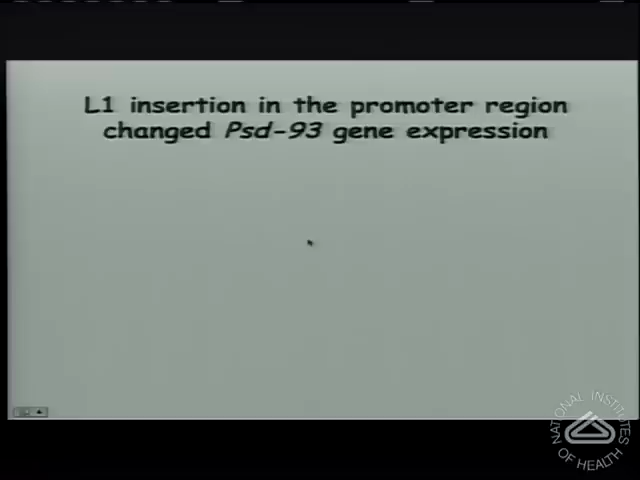 L1 insertion in the promoter region
changed Psd-93 gene expression
NATIONAL INSTITUTES
OF HEALTH